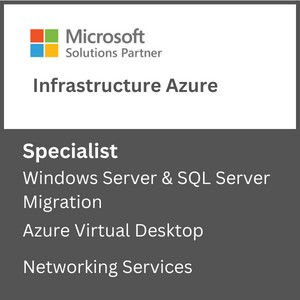 Microsoft
Solutions Partner
Infrastructure Azure
Specialist
Windows Server & SQL Server
Migration
Azure Virtual Desktop
Networking Services